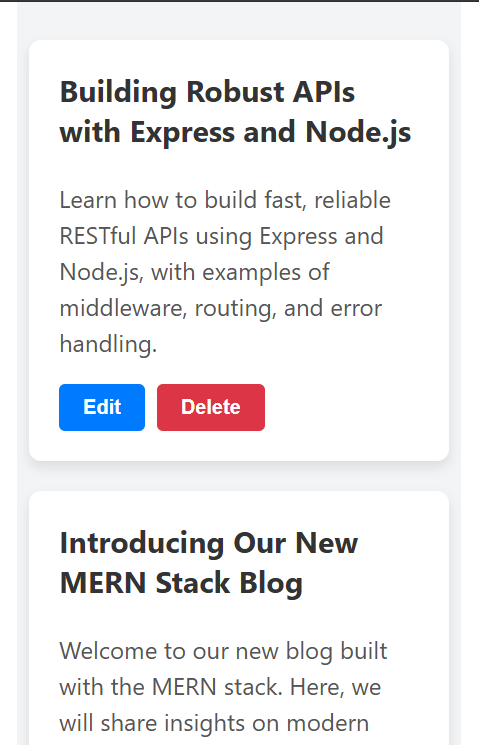 Building Robust APIs
with Express and Node.js
Learn how to build fast, reliable
RESTful APIs using Express and
Node.js, with examples of
middleware, routing, and error
handling.
Edit Delete
Introducing Our New
MERN Stack Blog
Welcome to our new blog built
with the MERN stack. Here, we
will share insights on modern